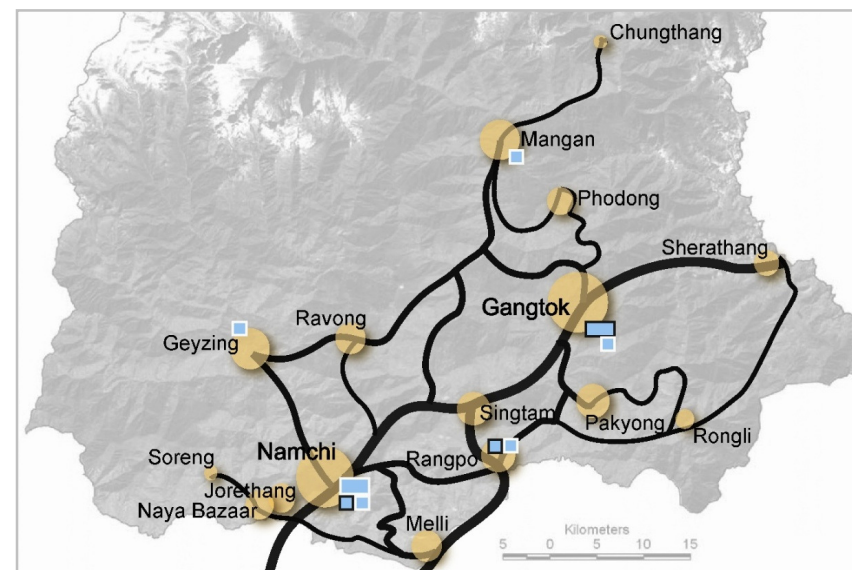 Chungthang
Mangan
Phodong
Sherathang
Gangtok
Ravong
Geyzing
Singtam
Pakyong
Rongli
Namchi
Soreng
Rangpo
Jorethang
Naya Bazaar
Melli
Kilometers
5 0 5 10 15